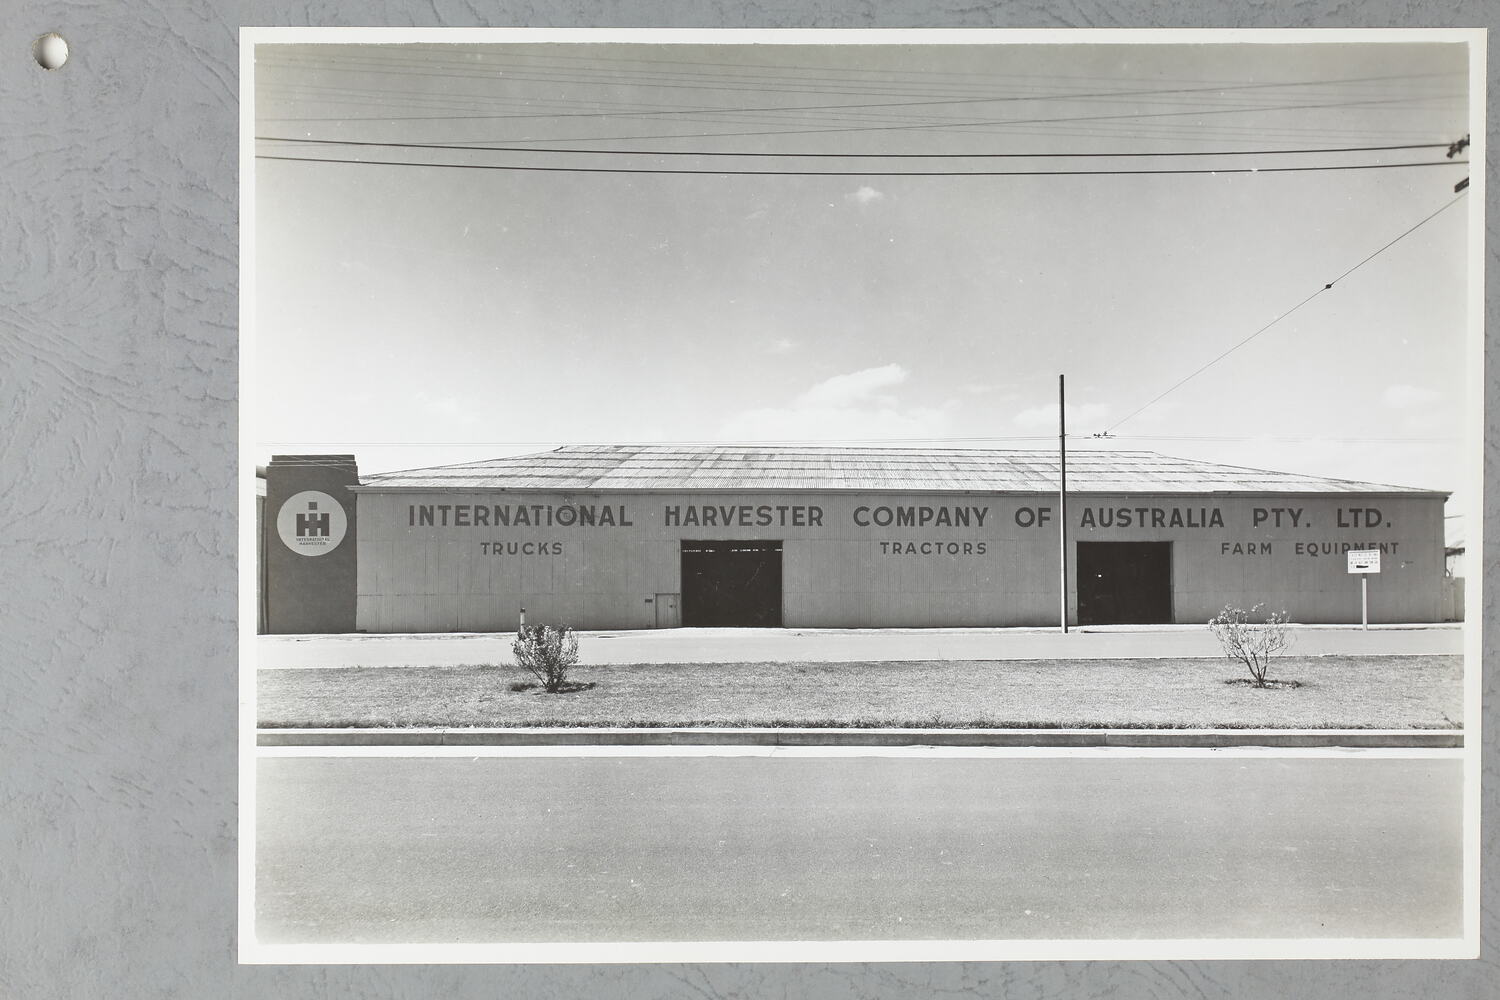 INTERNATIONAL HARVESTER COMPANY OF AUSTRALIA PTY. LTD.
TRUCKS TRACTORS FARM EQUIPMENT
IH
INTERNATIONAL
HARVESTER